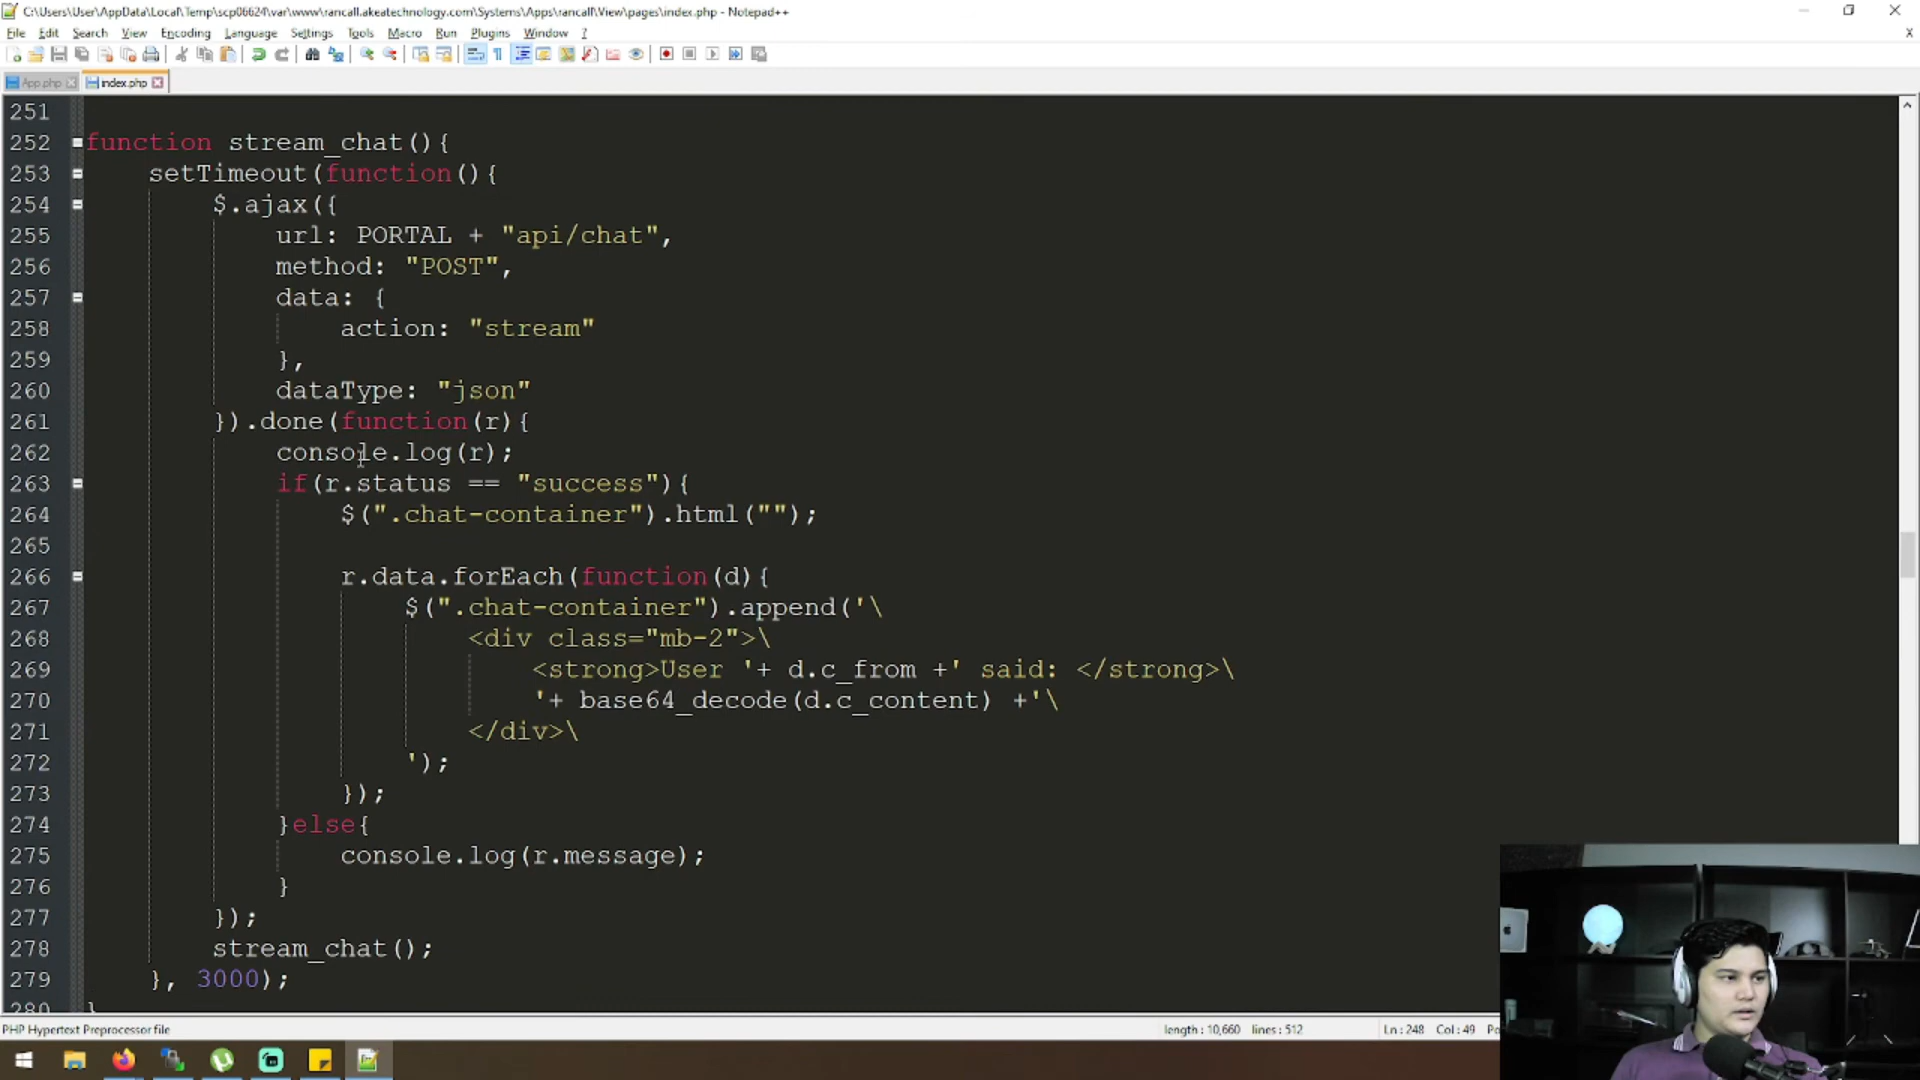 C:\Users\User\AppData\Local\Temp\scp06624\var\www\rancall.akeatechnology.com\Systems\Apps\rancall\View\pages\index.php - Notepad++
File Edit Search View Encoding Language Settings Tools Macro Run Plugins Window ? X
App.php index.php
251
252 function stream_chat(){
253 setTimeout(function(){
254 $.ajax({
255 url: PORTAL + "api/chat",
256 method: "POST",
257 data: {
258 action: "stream"
259 },
260 dataType: "json"
261 }).done(function(r){
262 console.log(r);
263 if(r.status == "success"){
264 $(".chat-container").html("");
265
266 r.data.forEach(function(d){
267 $(".chat-container").append('\
268 <div class="mb-2">\
269 <strong>User '+ d.c_from +' said: </strong>\
270 '+ base64_decode(d.c_content) +'\
271 </div>\
272 ');
273 });
274 }else{
275 console.log(r.message);
276 }
277 });
278 stream_chat();
279 }, 3000);
280 }
PHP Hypertext Preprocessor file length : 10,660 lines : 512 Ln : 248 Col : 49